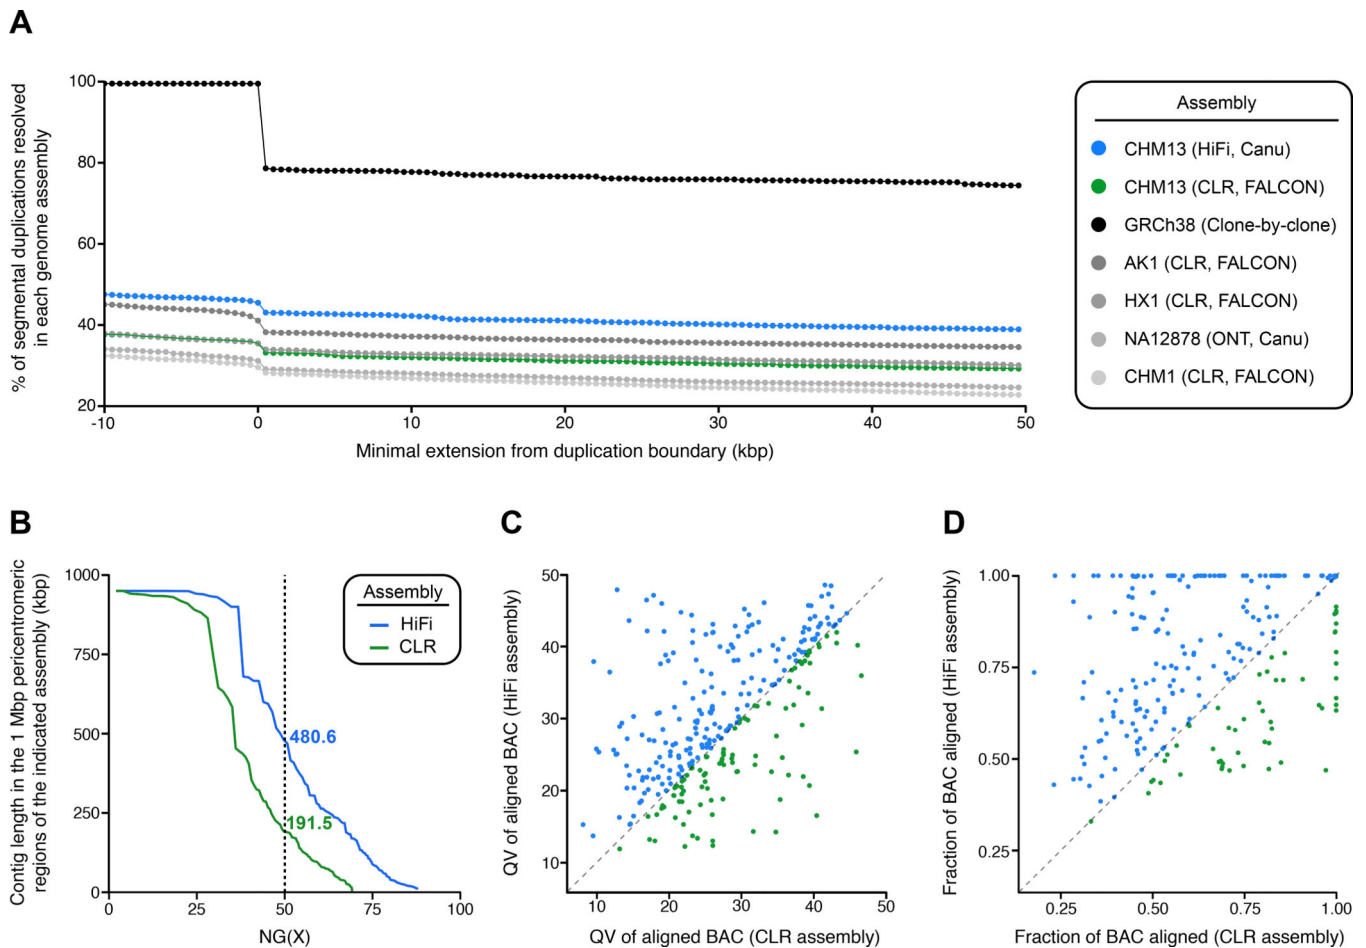 A
% of segmental duplications resolved
in each genome assembly
100
80
60
40
20
-10
0
10
20
30
40
50
Minimal extension from duplication boundary (kbp)
Assembly
CHM13 (HiFi, Canu)
CHM13 (CLR, FALCON)
GRCh38 (Clone-by-clone)
AK1 (CLR, FALCON)
HX1 (CLR, FALCON)
NA12878 (ONT, Canu)
CHM1 (CLR, FALCON)
B
Contig length in the 1 Mbp pericentromeric
regions of the indicated assembly (kbp)
1000
750
500
250
0
0
25
50
75
100
NG(X)
Assembly
HiFi
CLR
480.6
191.5
C
QV of aligned BAC (HiFi assembly)
50
40
30
20
10
10
20
30
40
50
QV of aligned BAC (CLR assembly)
D
Fraction of BAC aligned (HiFi assembly)
1.00
0.75
0.50
0.25
0.25
0.50
0.75
1.00
Fraction of BAC aligned (CLR assembly)